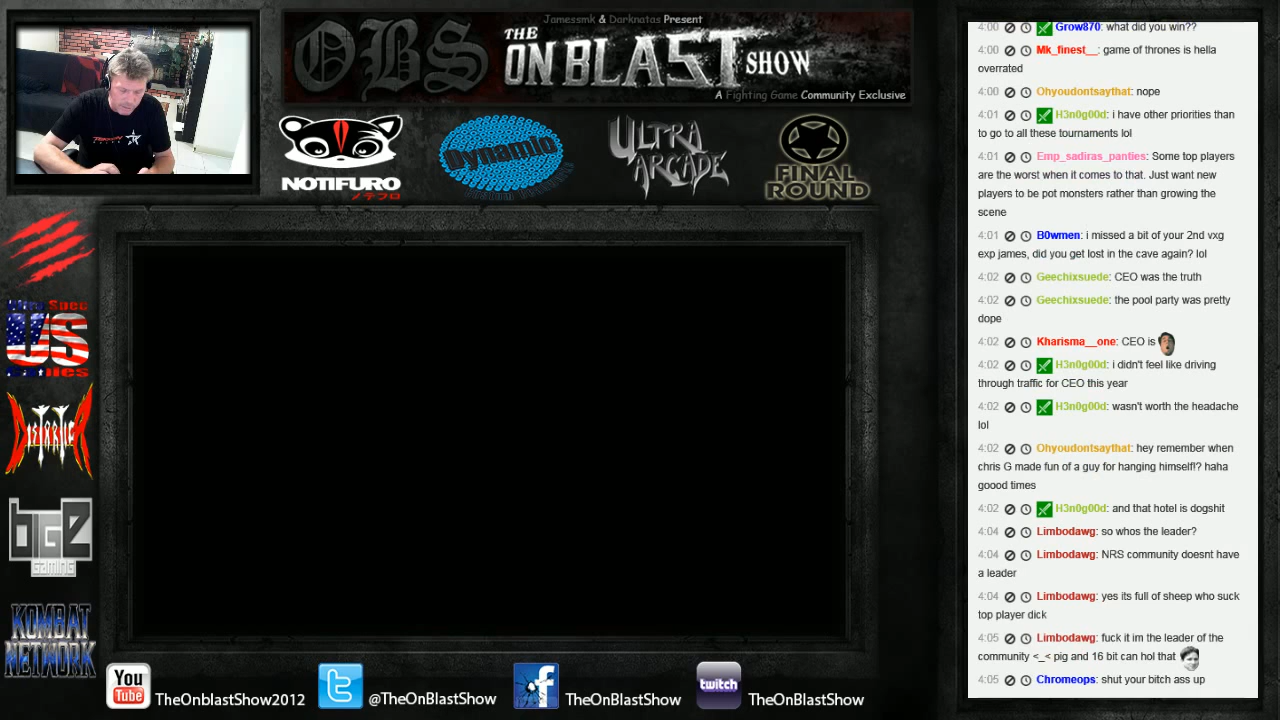 Jamessmk & Darknatas Present
OBS THE ON BLAST SHOW
A Fighting Game Community Exclusive
NOTIFURO
メテフロ
Dynamic
ULTRA ARCADE
FINAL ROUND
US
BIGE
GAMING
KOMBAT
NETWORK
You Tube TheOnblastShow2012
@TheOnBlastShow
TheOnBlastShow
twitch TheOnBlastShow
4:00 Grow870: what did you win??
4:00 Mk_finest__: game of thrones is hella
overrated
4:00 Ohyoudontsaythat: nope
4:01 H3n0g00d: i have other priorities than
to go to all these tournaments lol
4:01 Emp_sadiras_panties: Some top players
are the worst when it comes to that. Just want new
players to be pot monsters rather than growing the
scene
4:01 B0wmen: i missed a bit of your 2nd vxg
exp james, did you get lost in the cave again? lol
4:02 Geechixsuede: CEO was the truth
4:02 Geechixsuede: the pool party was pretty
dope
4:02 Kharisma__one: CEO is
4:02 H3n0g00d: i didn't feel like driving
through traffic for CEO this year
4:02 H3n0g00d: wasn't worth the headache
lol
4:02 Ohyoudontsaythat: hey remember when
chris G made fun of a guy for hanging himself!? haha
goood times
4:02 H3n0g00d: and that hotel is dogshit
4:04 Limbodawg: so whos the leader?
4:04 Limbodawg: NRS community doesnt have
a leader
4:04 Limbodawg: yes its full of sheep who suck
top player dick
4:05 Limbodawg: fuck it im the leader of the
community <_< pig and 16 bit can hol that
4:05 Chromeops: shut your bitch ass up